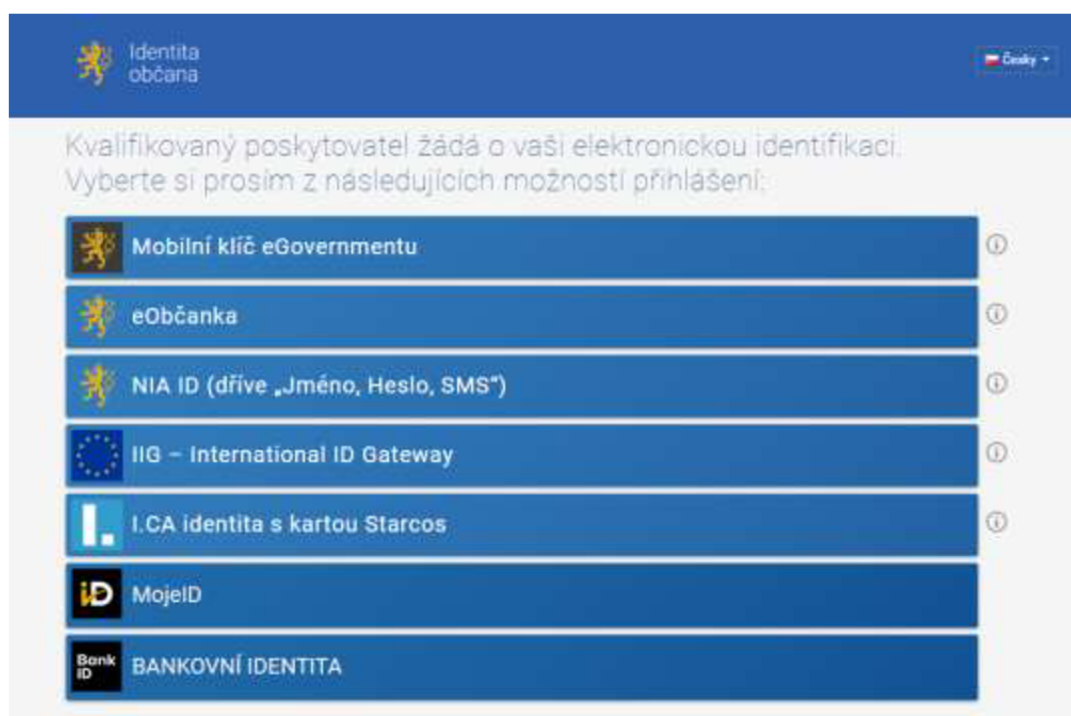 Identita
občana
Česky
Kvalifikovaný poskytovatel žádá o vaši elektronickou identifikaci.
Vyberte si prosím z následujících možností přihlášení:
Mobilní klíč eGovernmentu
eObčanka
NIA ID (dříve „Jméno, Heslo, SMS“)
IIG – International ID Gateway
I.CA identita s kartou Starcos
iD MojeID
Bank
iD
BANKOVNÍ IDENTITA